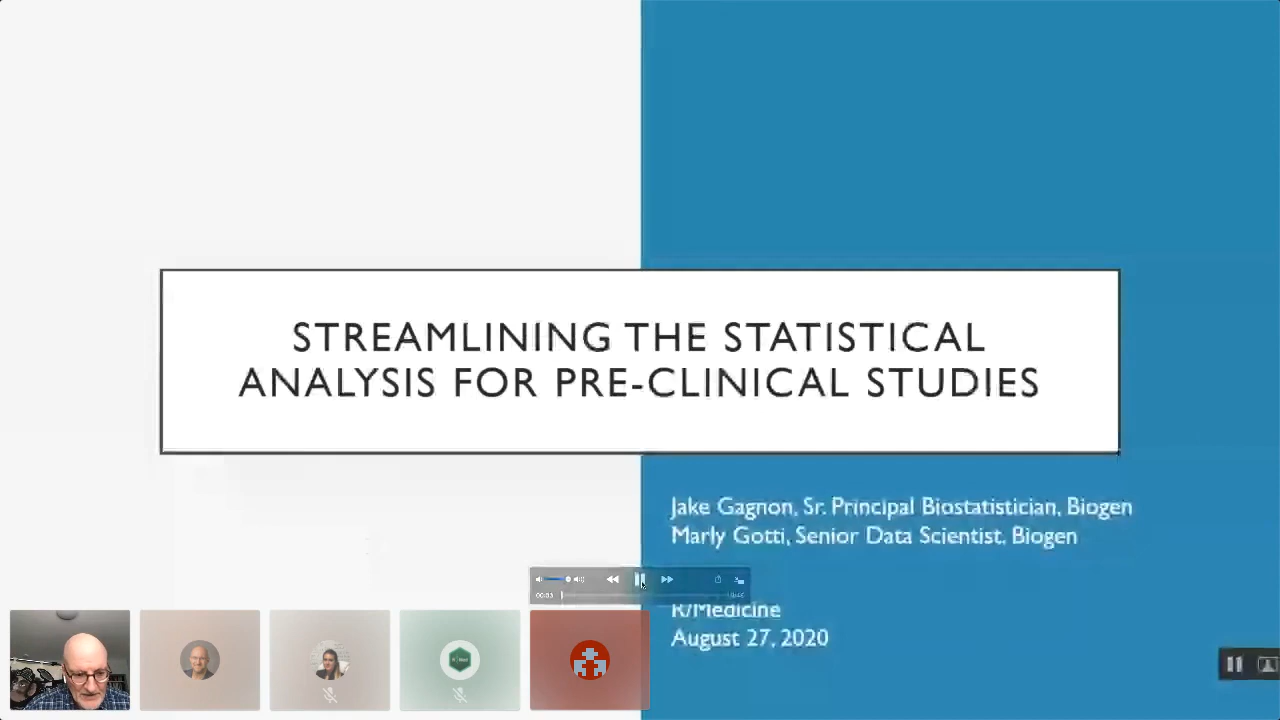 STREAMLINING THE STATISTICAL
ANALYSIS FOR PRE-CLINICAL STUDIES
Jake Gagnon, Sr. Principal Biostatistician, Biogen
Marly Gotti, Senior Data Scientist, Biogen
R/Medicine
August 27, 2020